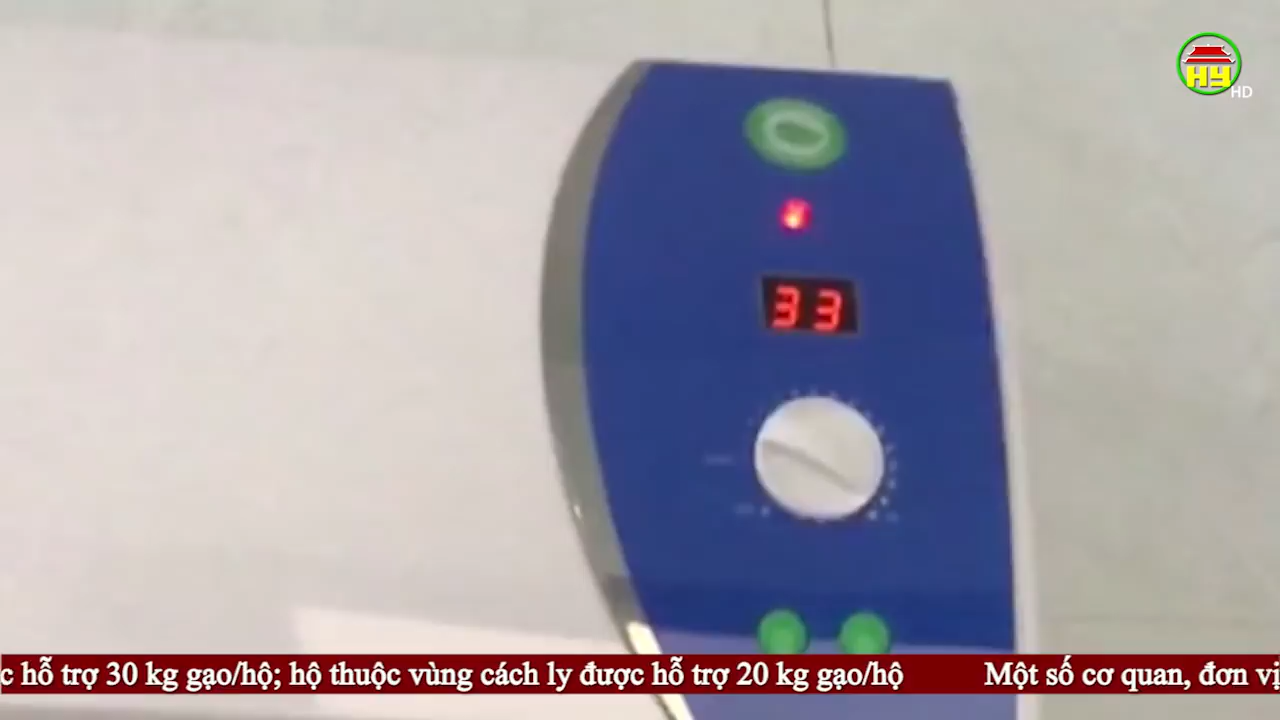 HY
HD
33
c hỗ trợ 30 kg gạo/hộ; hộ thuộc vùng cách ly được hỗ trợ 20 kg gạo/hộ Một số cơ quan, đơn vị